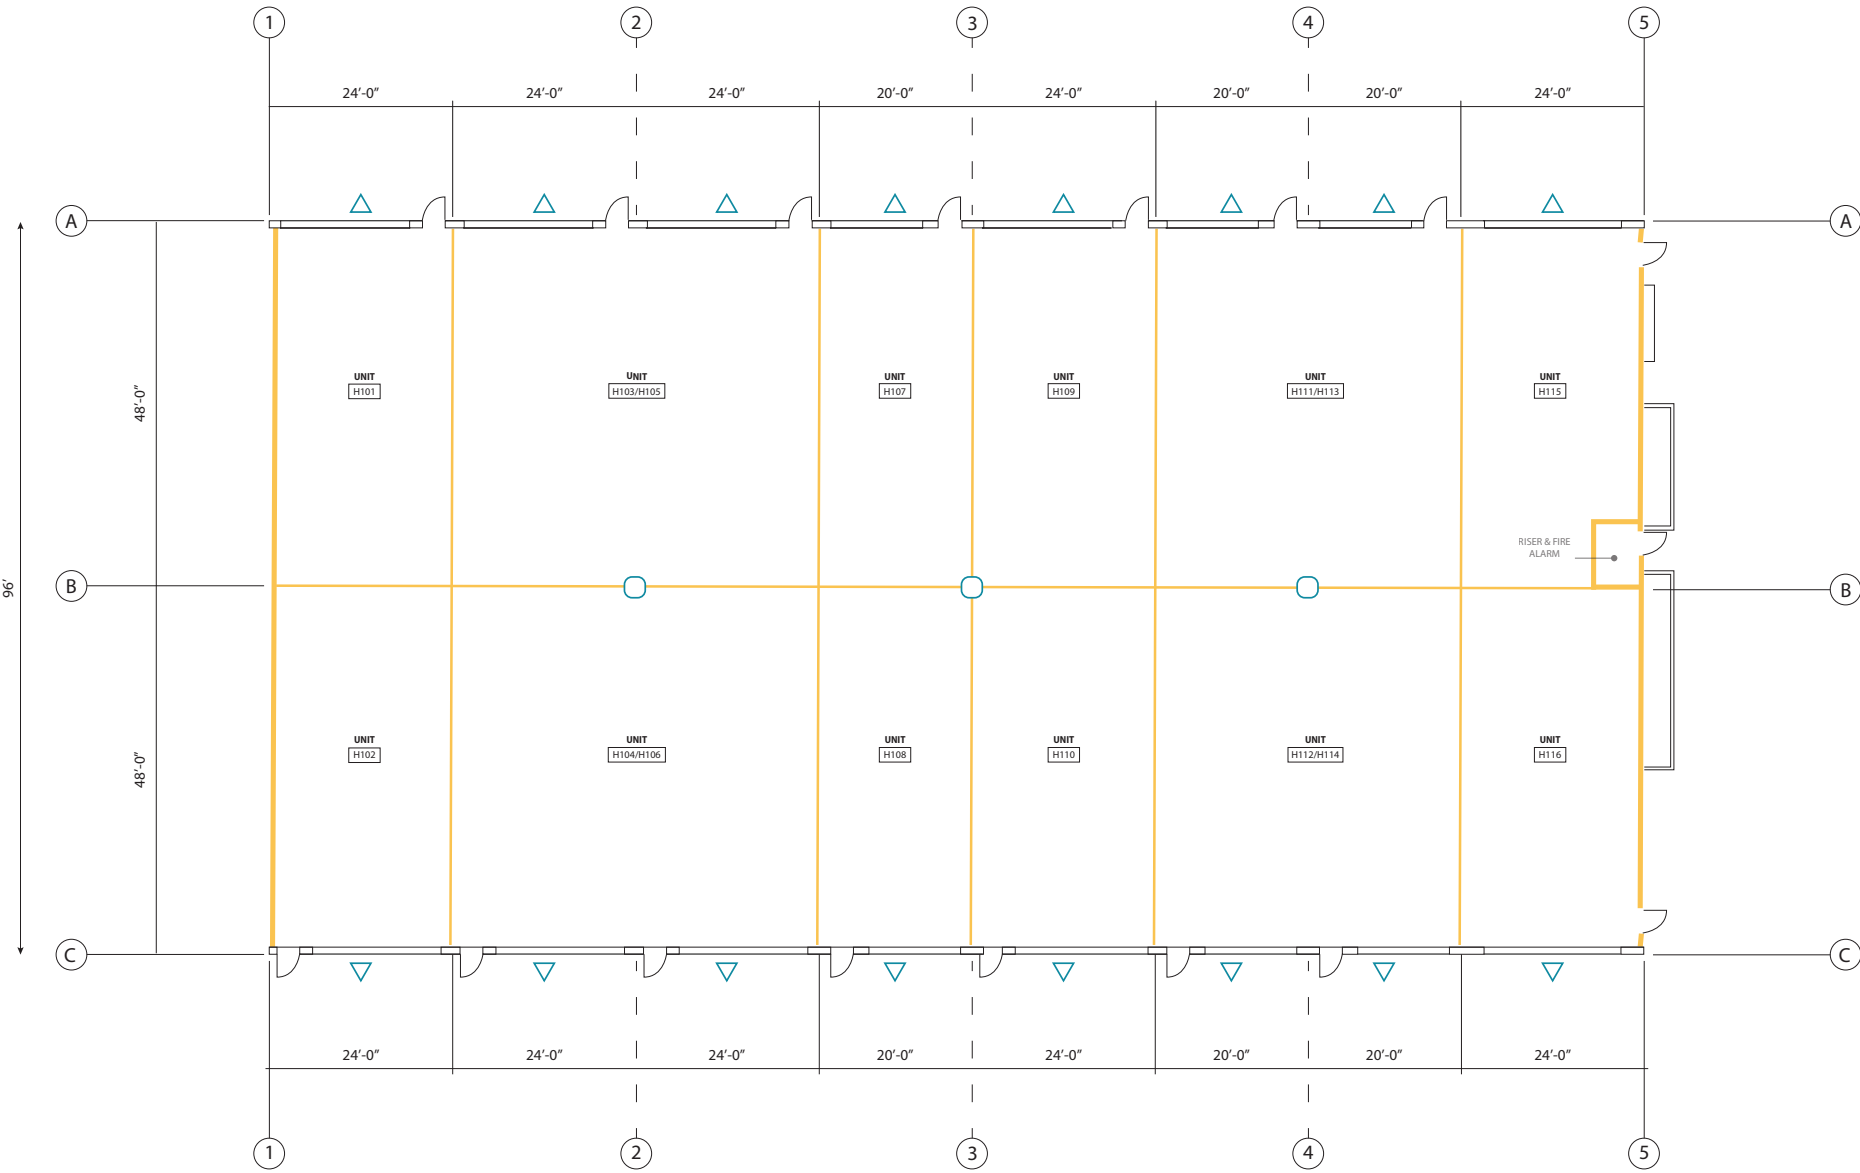 1 2 3 4 5
24'-0" 24'-0" 24'-0" 20'-0" 24'-0" 20'-0" 20'-0" 24'-0"
A A
UNIT UNIT UNIT UNIT UNIT UNIT
H101 H103/H105 H107 H109 H111/H113 H115
48'-0"
RISER & FIRE
ALARM
96'
B B
UNIT UNIT UNIT UNIT UNIT UNIT
H102 H104/H106 H108 H110 H112/H114 H116
48'-0"
C C
24'-0" 24'-0" 24'-0" 20'-0" 24'-0" 20'-0" 20'-0" 24'-0"
1 2 3 4 5